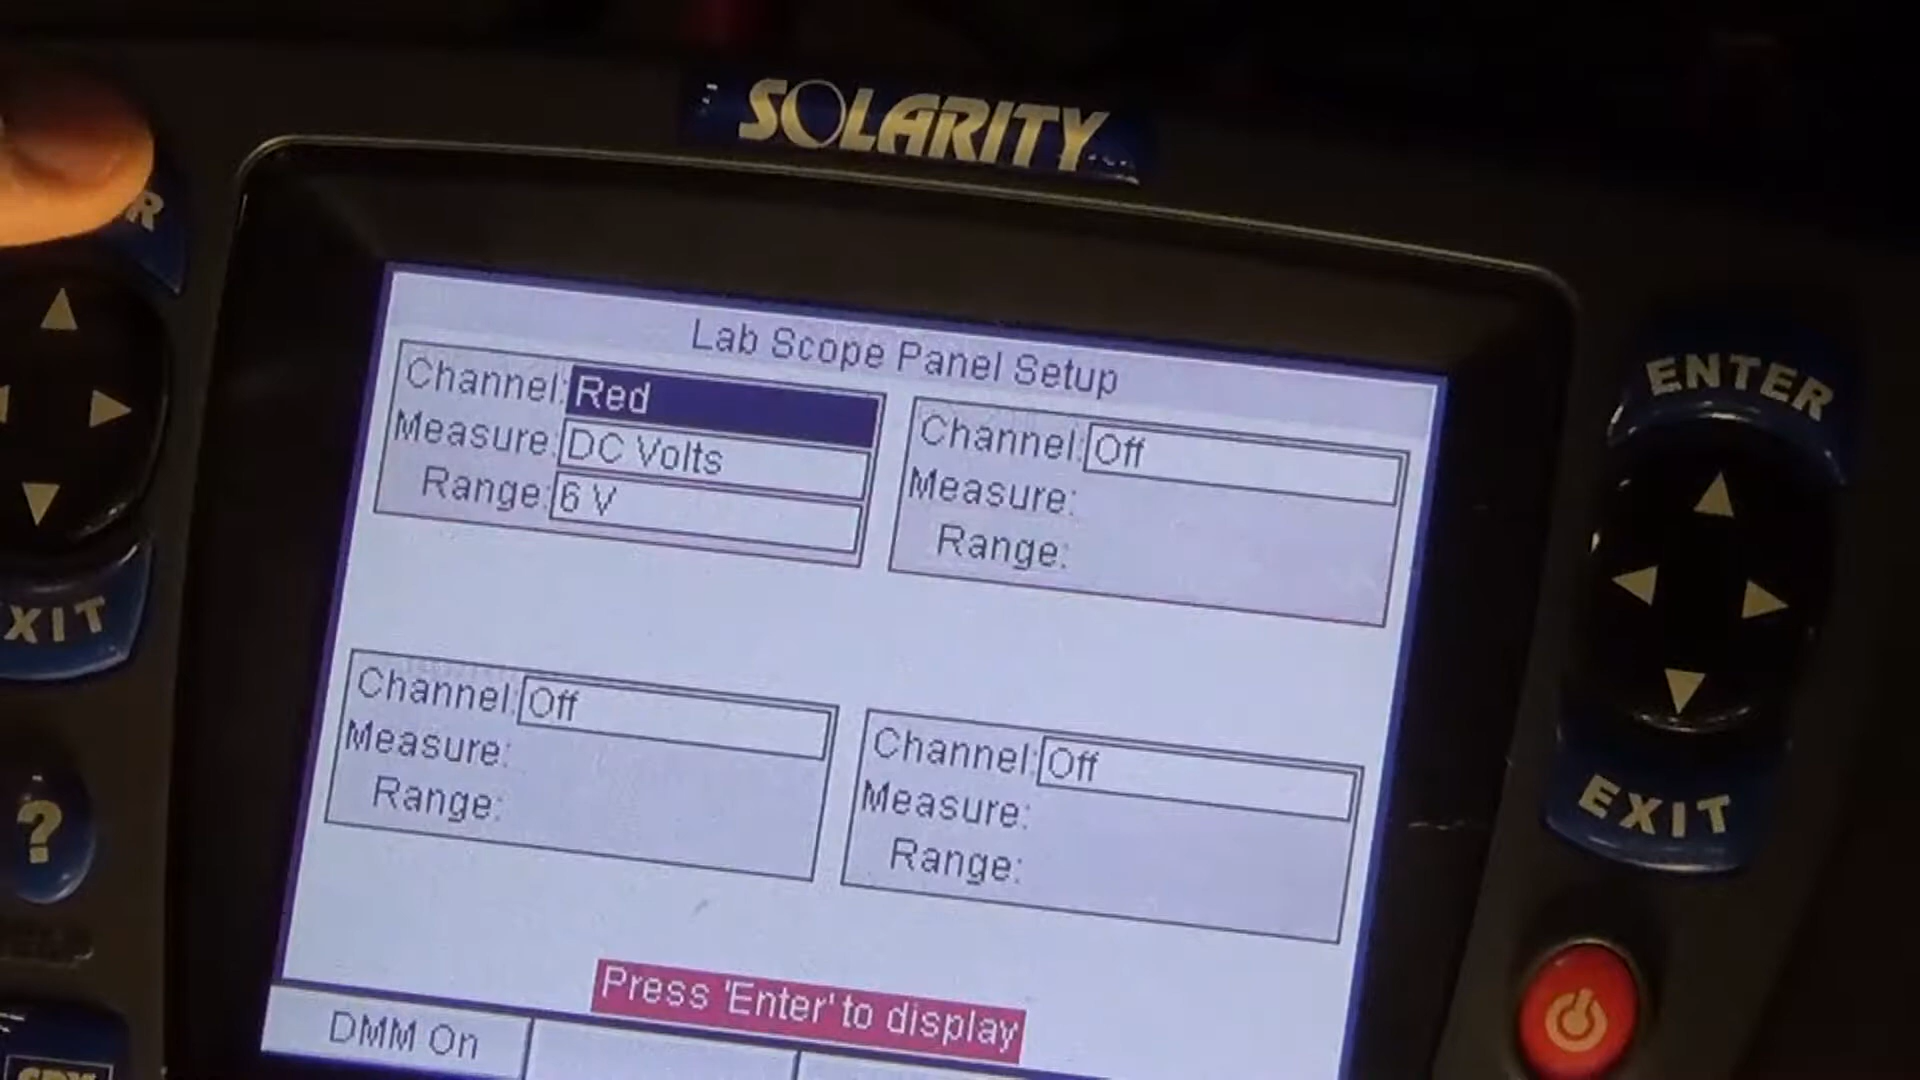 SOLARITY
Lab Scope Panel Setup
Channel: Red
Measure: DC Volts
Range: 6 V
Channel: Off
Measure:
Range:
Channel: Off
Measure:
Range:
Channel: Off
Measure:
Range:
Press 'Enter' to display
DMM On
R
XIT
?
ENTER
EXIT